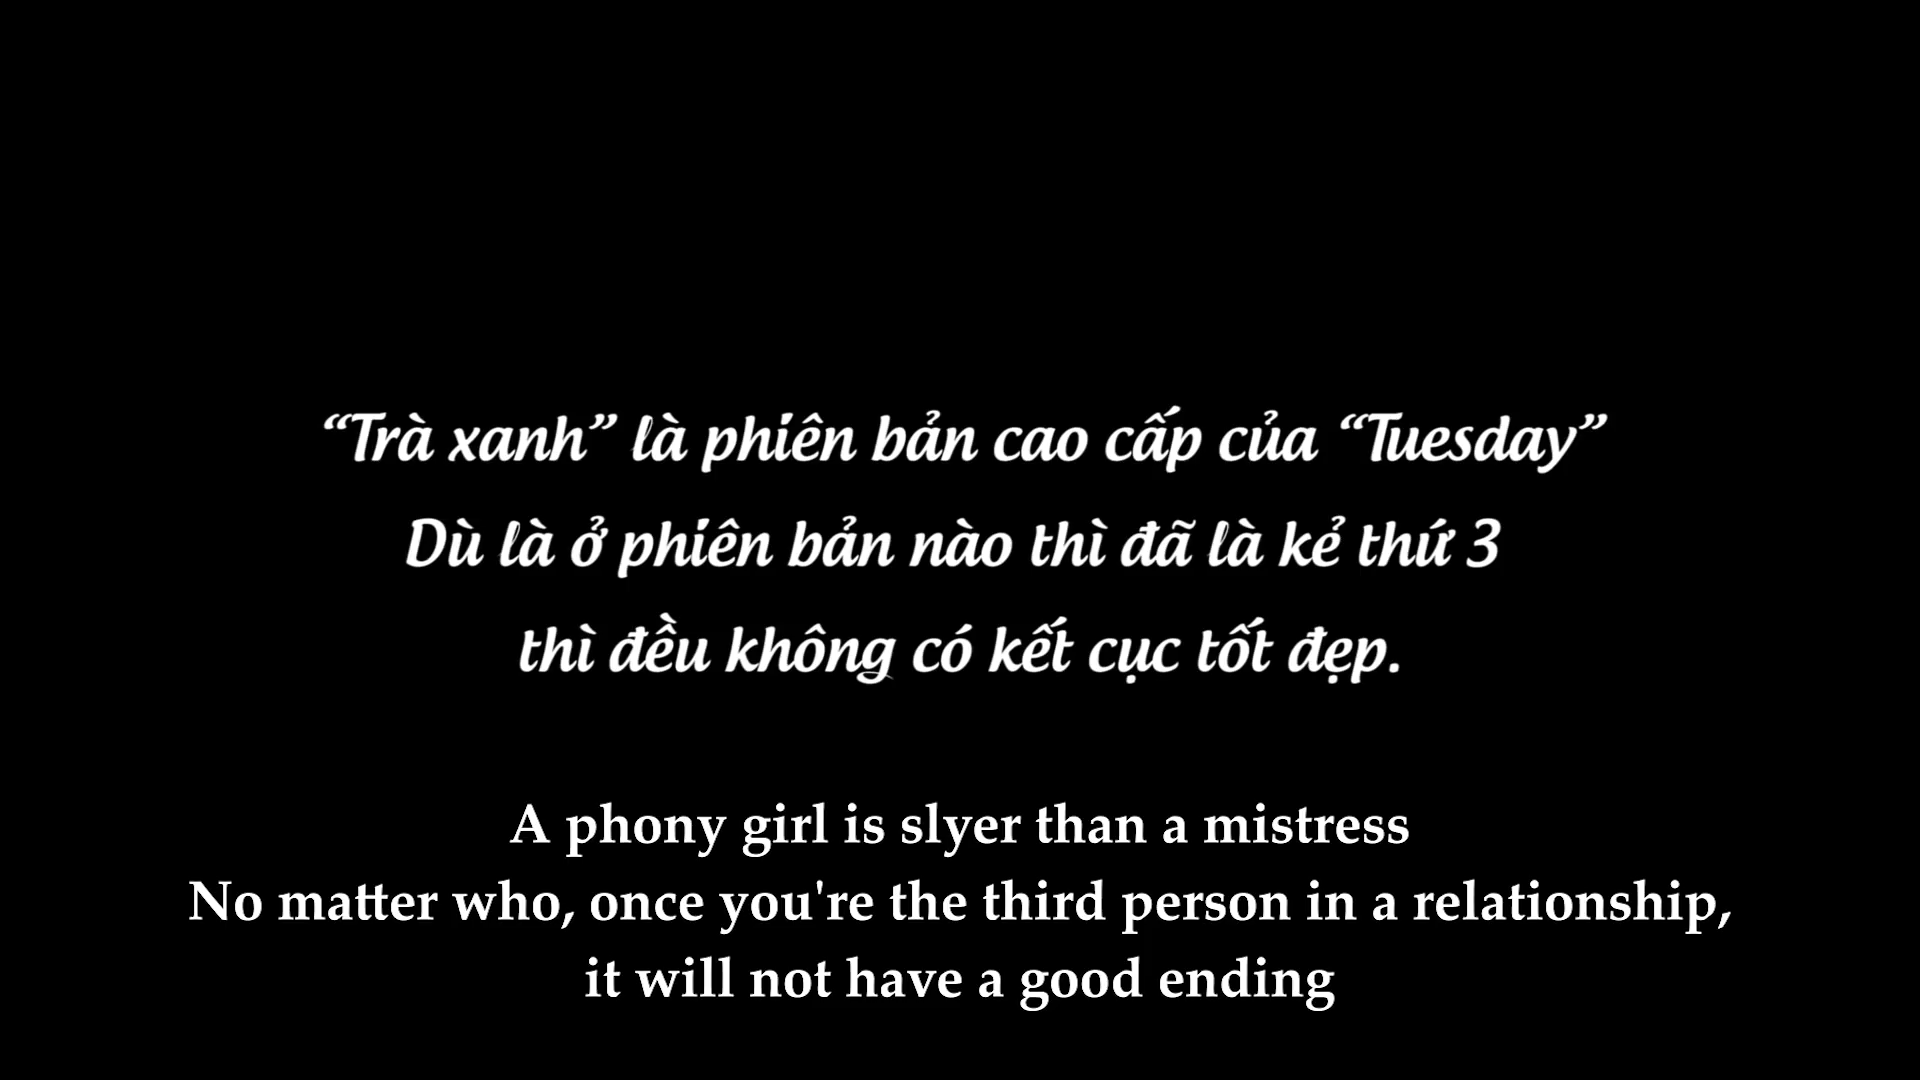 “Trà xanh” là phiên bản cao cấp của “Tuesday”
Dù là ở phiên bản nào thì đã là kẻ thứ 3
thì đều không có kết cục tốt đẹp.
A phony girl is slyer than a mistress
No matter who, once you're the third person in a relationship,
it will not have a good ending